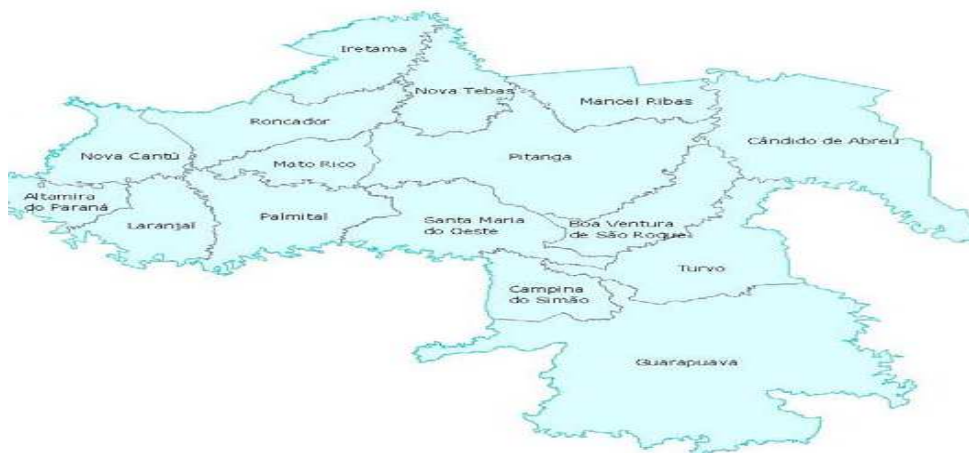 Iretama
Nova Tebas
Manoel Ribas
Roncador
Cândido de Abreu
Nova Cantú
Mato Rico
Pitanga
Altamira
do Paraná
Laranjal
Palmital
Santa Maria
do Oeste
Boa Ventura
de São Roque
Turvo
Campina
do Simão
Guarapuava